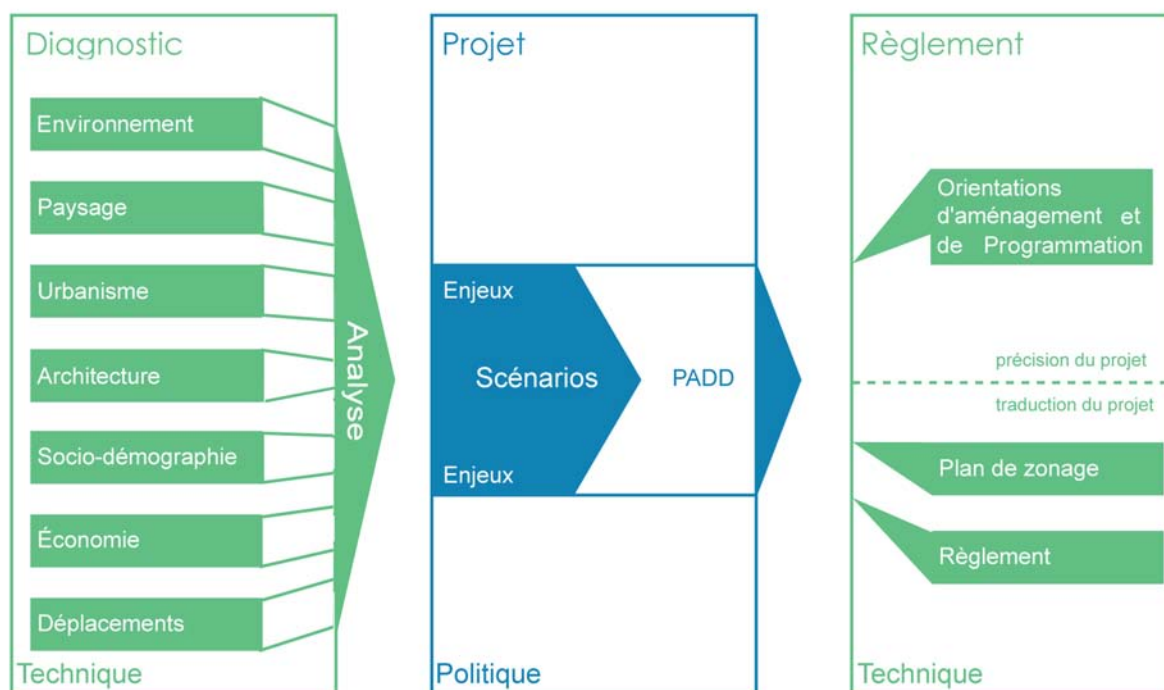 Diagnostic
Environnement
Paysage
Urbanisme
Architecture
Socio-démographie
Économie
Déplacements
Technique
Analyse
Projet
Enjeux
Scénarios
PADD
Enjeux
Politique
Règlement
Orientations
d'aménagement et
de Programmation
précision du projet
traduction du projet
Plan de zonage
Règlement
Technique